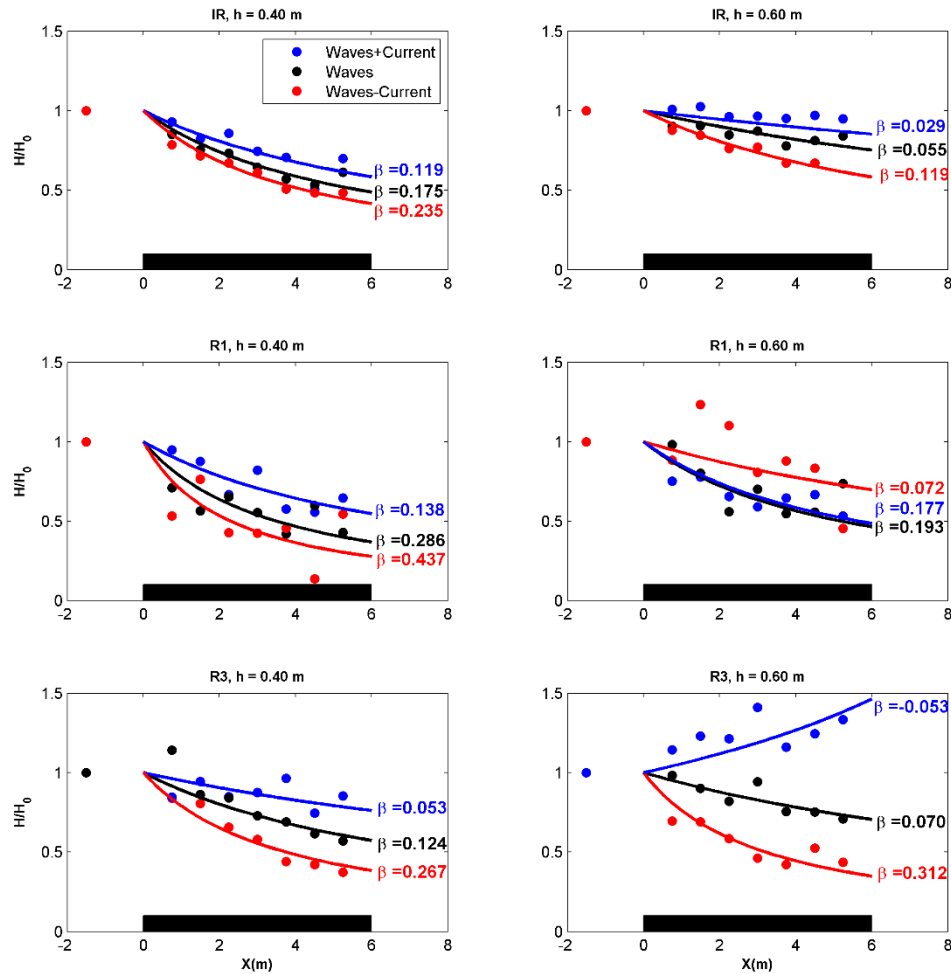 IR, h = 0.40 m
IR, h = 0.60 m
1.5
1
0.5
0
H/H0
Waves+Current
Waves
Waves-Current
β =0.119
β =0.175
β =0.235
-2 0 2 4 6 8
1.5
1
0.5
0
β =0.029
β =0.055
β =0.119
-2 0 2 4 6 8
R1, h = 0.40 m
R1, h = 0.60 m
1.5
1
0.5
0
H/H0
β =0.138
β =0.286
β =0.437
-2 0 2 4 6 8
1.5
1
0.5
0
β =0.072
β =0.177
β =0.193
-2 0 2 4 6 8
R3, h = 0.40 m
R3, h = 0.60 m
1.5
1
0.5
0
H/H0
β =0.053
β =0.124
β =0.267
-2 0 2 4 6 8
X(m)
1.5
1
0.5
0
β =-0.053
β =0.070
β =0.312
-2 0 2 4 6 8
X(m)